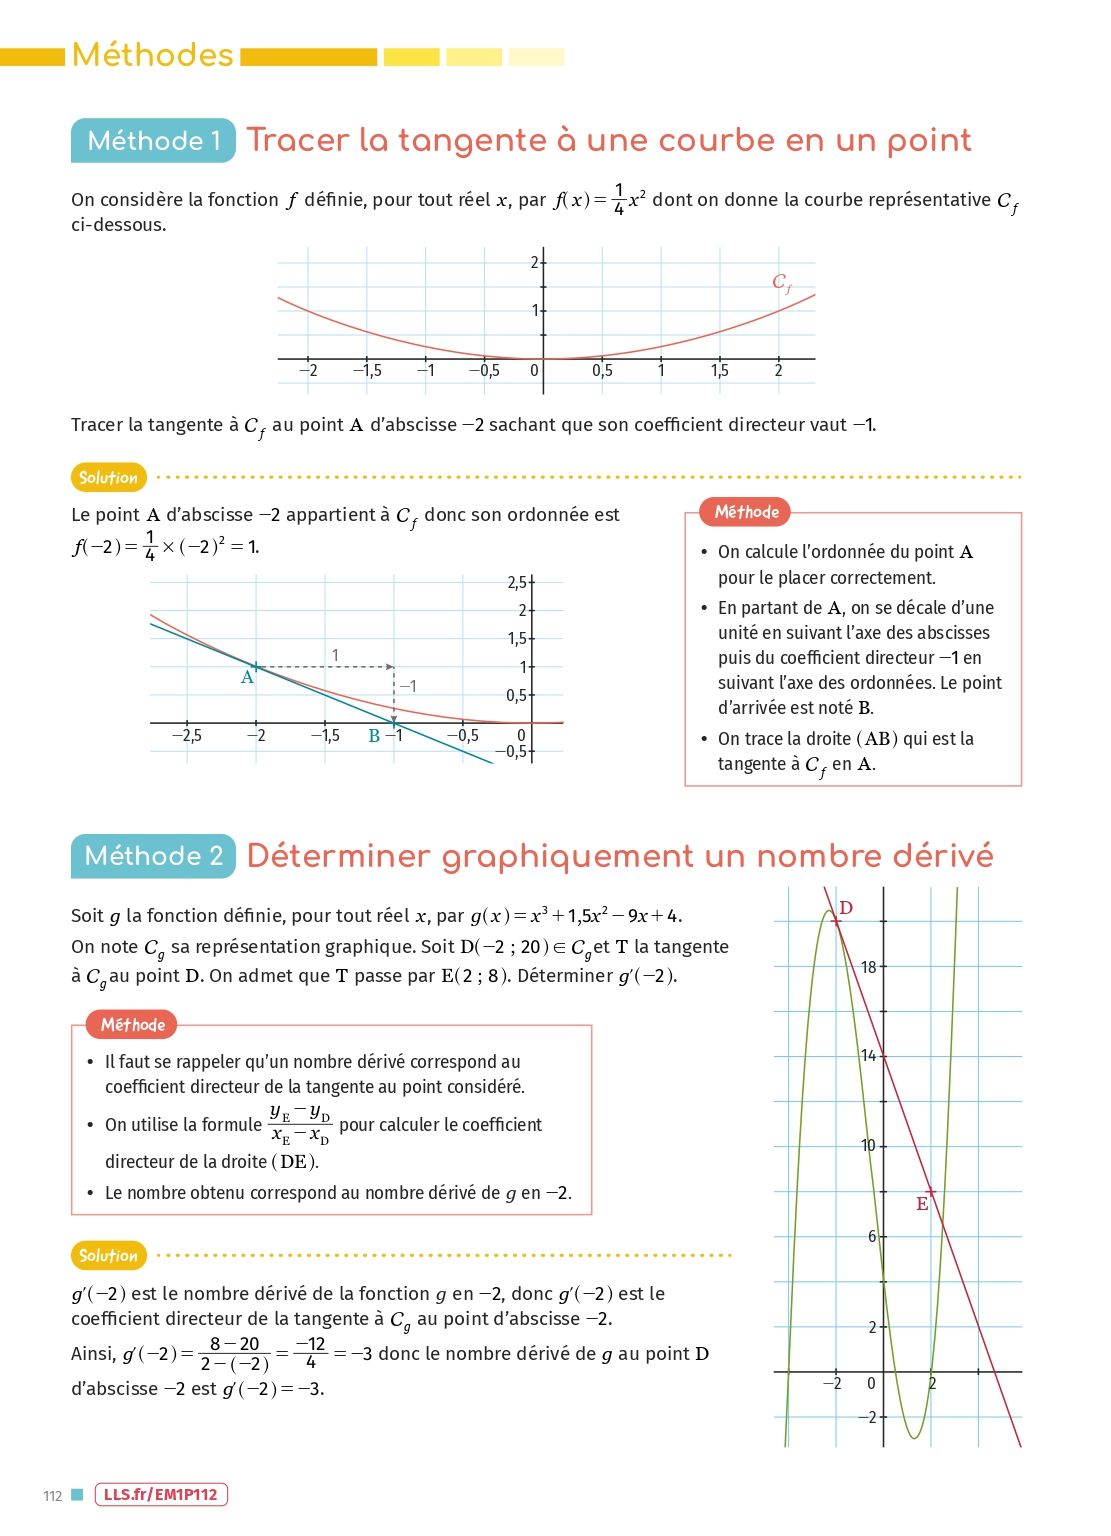 Méthodes
Méthode 1 Tracer la tangente à une courbe en un point
On considère la fonction f définie, pour tout réel x, par f(x) = 1/4 x² dont on donne la courbe représentative C_f
ci-dessous.
2
C_f
1
−2 −1,5 −1 −0,5 0 0,5 1 1,5 2
Tracer la tangente à C_f au point A d'abscisse −2 sachant que son coefficient directeur vaut −1.
Solution
Le point A d'abscisse −2 appartient à C_f donc son ordonnée est
f(−2) = 1/4 × (−2)² = 1.
2,5
2
1,5
1
1
A
−1
0,5
−2,5 −2 −1,5 B −1 −0,5 0
−0,5
Méthode
• On calcule l'ordonnée du point A
pour le placer correctement.
• En partant de A, on se décale d'une
unité en suivant l'axe des abscisses
puis du coefficient directeur −1 en
suivant l'axe des ordonnées. Le point
d'arrivée est noté B.
• On trace la droite (AB) qui est la
tangente à C_f en A.
Méthode 2 Déterminer graphiquement un nombre dérivé
Soit g la fonction définie, pour tout réel x, par g(x) = x³ + 1,5x² − 9x + 4.
On note C_g sa représentation graphique. Soit D(−2 ; 20) ∈ C_g et T la tangente
à C_g au point D. On admet que T passe par E(2 ; 8). Déterminer g′(−2).
Méthode
• Il faut se rappeler qu'un nombre dérivé correspond au
coefficient directeur de la tangente au point considéré.
• On utilise la formule (y_E − y_D)/(x_E − x_D) pour calculer le coefficient
directeur de la droite (DE).
• Le nombre obtenu correspond au nombre dérivé de g en −2.
Solution
g′(−2) est le nombre dérivé de la fonction g en −2, donc g′(−2) est le
coefficient directeur de la tangente à C_g au point d'abscisse −2.
Ainsi, g′(−2) = (8 − 20)/(2 − (−2)) = −12/4 = −3 donc le nombre dérivé de g au point D
d'abscisse −2 est g′(−2) = −3.
D
18
14
10
E
6
2
−2 0 2
−2
112 LLS.fr/EM1P112